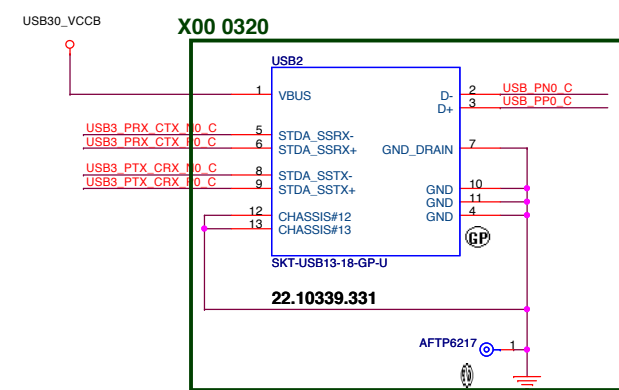 USB30_VCCB
X00 0320
USB2
1 VBUS
D- 2 USB_PN0_C
D+ 3 USB_PP0_C
USB3_PRX_CTX_N0_C 5 STDA_SSRX-
USB3_PRX_CTX_P0_C 6 STDA_SSRX+
GND_DRAIN 7
USB3_PTX_CRX_N0_C 8 STDA_SSTX-
USB3_PTX_CRX_P0_C 9 STDA_SSTX+
GND 10
GND 11
GND 4
12 CHASSIS#12
13 CHASSIS#13
GP
SKT-USB13-18-GP-U
22.10339.331
AFTP6217 1